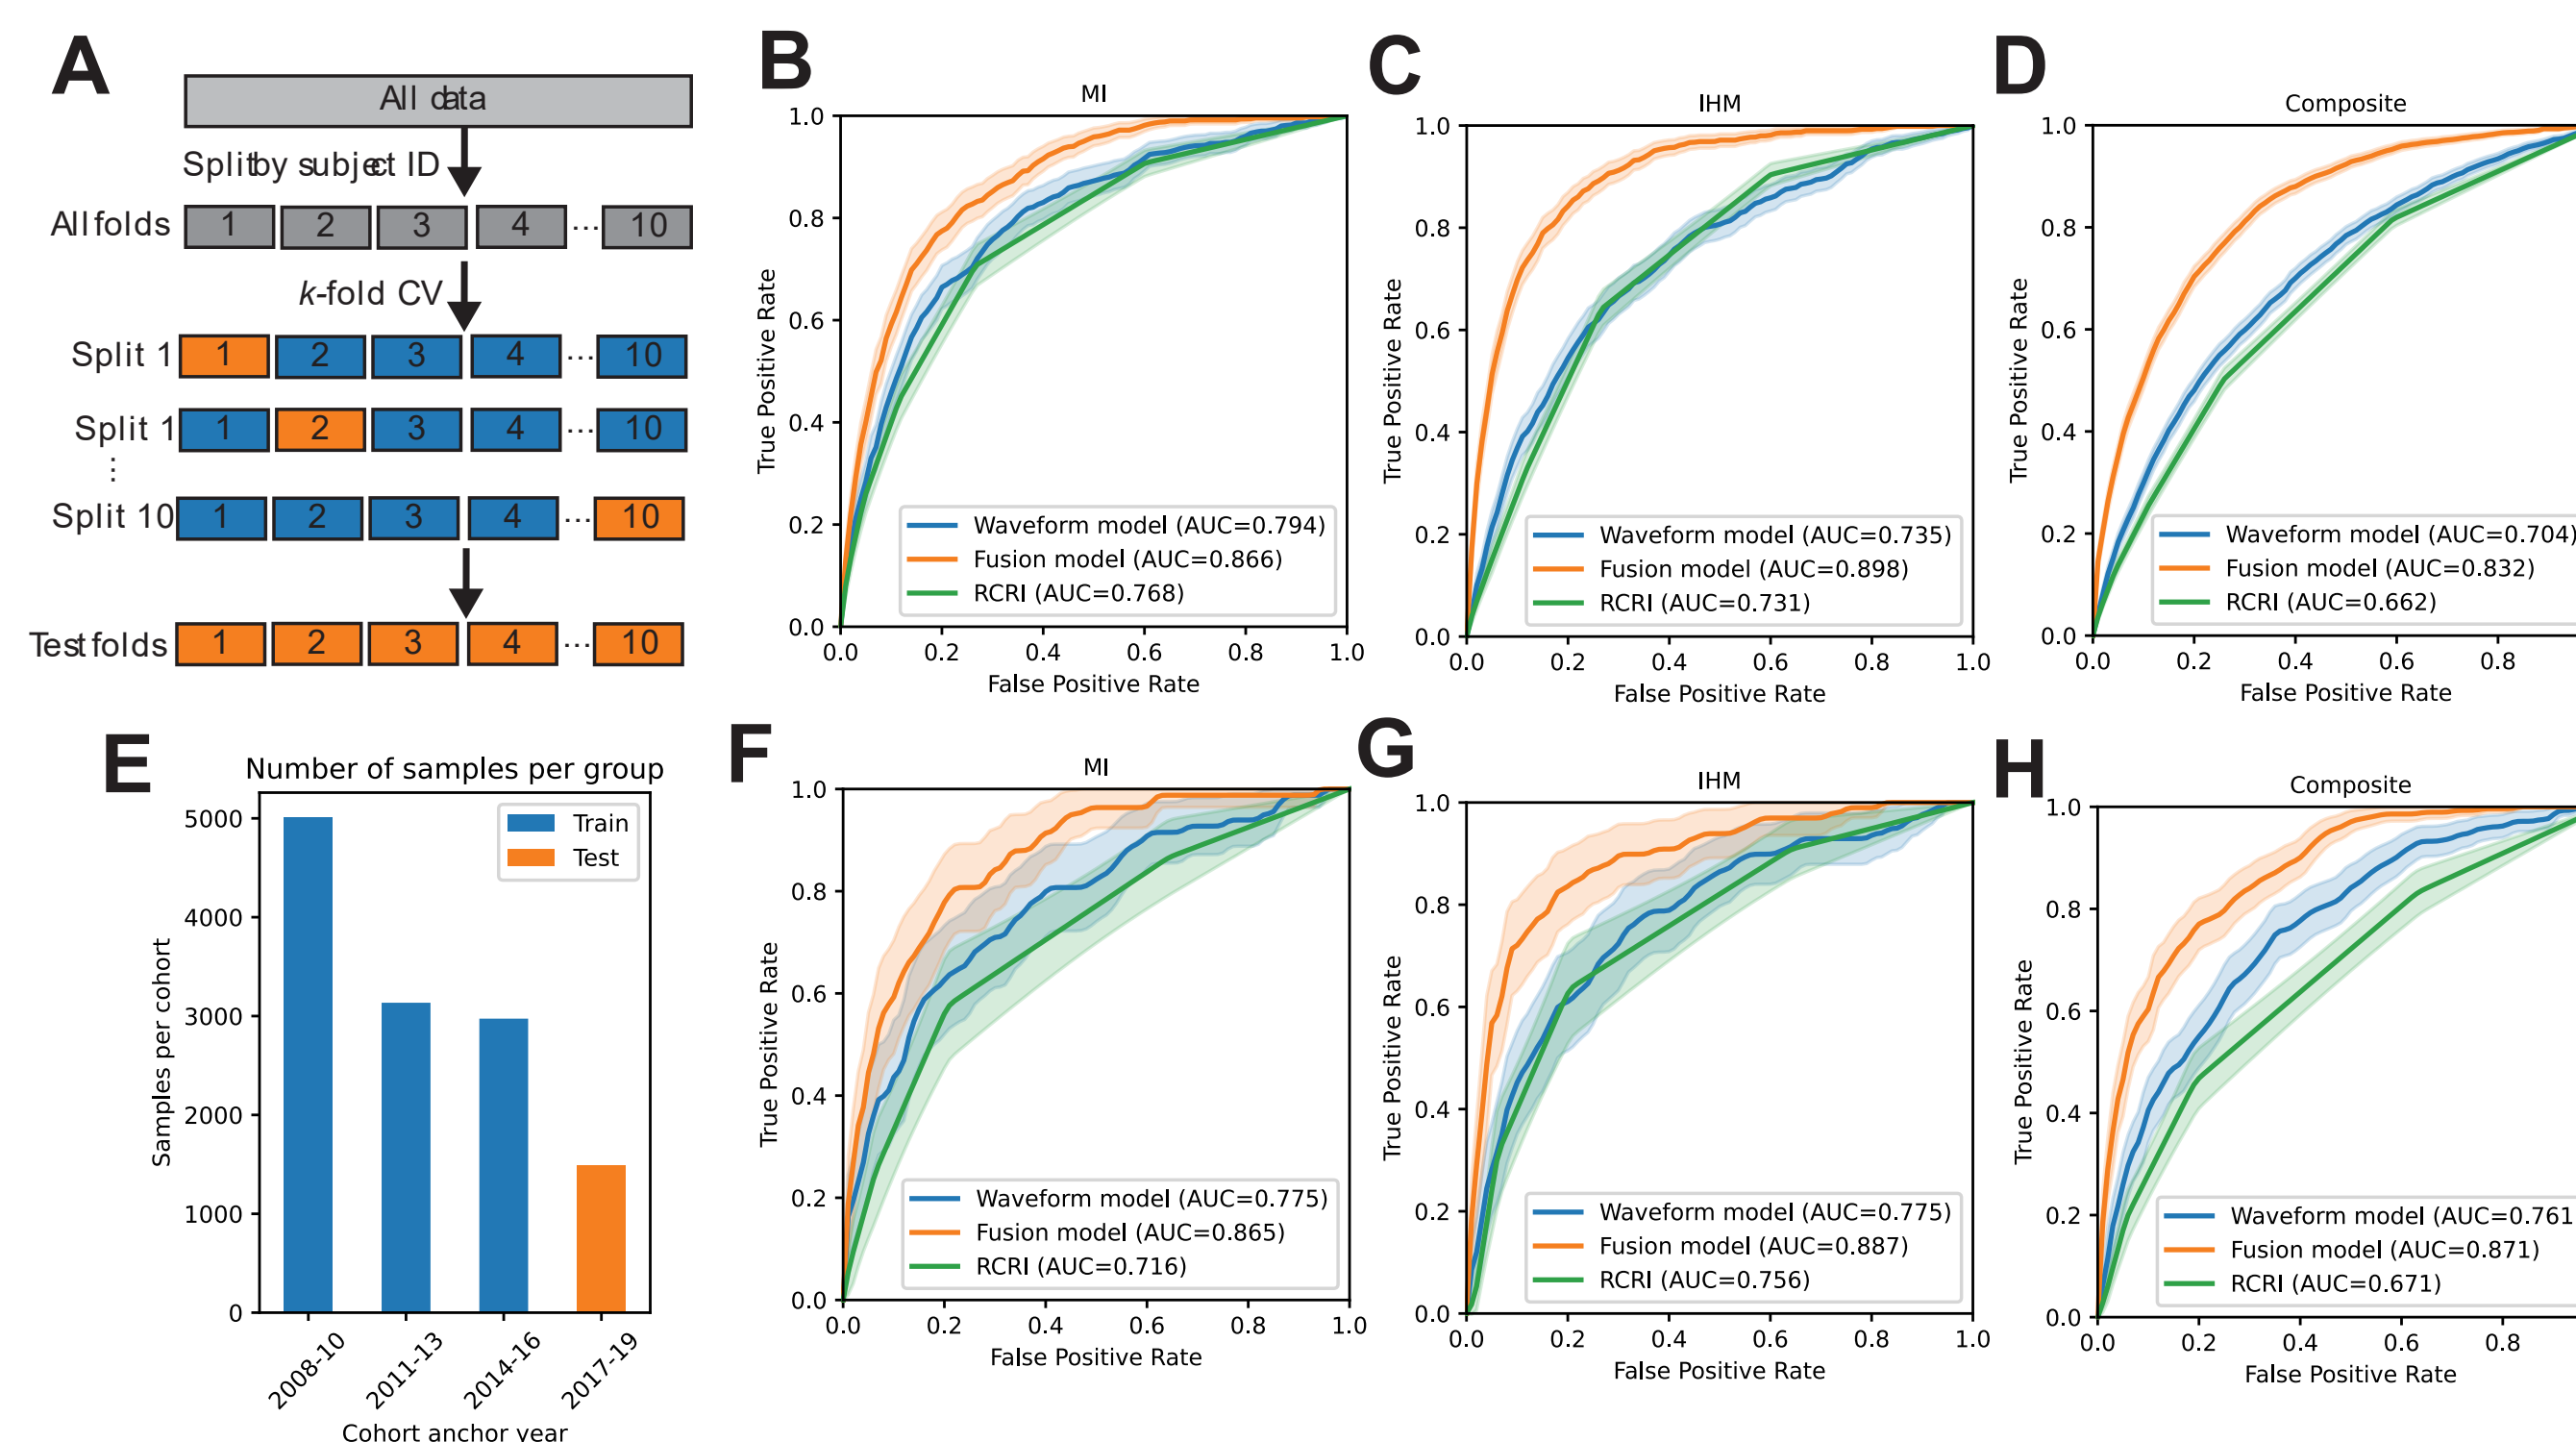 A
All data
Split by subject ID
All folds 1 2 3 4 ... 10
k-fold CV
Split 1 1 2 3 4 ... 10
Split 1 1 2 3 4 ... 10
⋮
Split 10 1 2 3 4 ... 10
Test folds 1 2 3 4 ... 10
B
MI
True Positive Rate
1.0
0.8
0.6
0.4
0.2
0.0
Waveform model (AUC=0.794)
Fusion model (AUC=0.866)
RCRI (AUC=0.768)
0.0 0.2 0.4 0.6 0.8 1.0
False Positive Rate
C
IHM
True Positive Rate
1.0
0.8
0.6
0.4
0.2
0.0
Waveform model (AUC=0.735)
Fusion model (AUC=0.898)
RCRI (AUC=0.731)
0.0 0.2 0.4 0.6 0.8 1.0
False Positive Rate
D
Composite
True Positive Rate
1.0
0.8
0.6
0.4
0.2
0.0
Waveform model (AUC=0.704)
Fusion model (AUC=0.832)
RCRI (AUC=0.662)
0.0 0.2 0.4 0.6 0.8
False Positive Rate
E
Number of samples per group
Samples per cohort
5000
4000
3000
2000
1000
0
Train
Test
2008-10 2011-13 2014-16 2017-19
Cohort anchor year
F
MI
True Positive Rate
1.0
0.8
0.6
0.4
0.2
0.0
Waveform model (AUC=0.775)
Fusion model (AUC=0.865)
RCRI (AUC=0.716)
0.0 0.2 0.4 0.6 0.8 1.0
False Positive Rate
G
IHM
True Positive Rate
1.0
0.8
0.6
0.4
0.2
0.0
Waveform model (AUC=0.775)
Fusion model (AUC=0.887)
RCRI (AUC=0.756)
0.0 0.2 0.4 0.6 0.8 1.0
False Positive Rate
H
Composite
True Positive Rate
1.0
0.8
0.6
0.4
0.2
0.0
Waveform model (AUC=0.761
Fusion model (AUC=0.871)
RCRI (AUC=0.671)
0.0 0.2 0.4 0.6 0.8
False Positive Rate